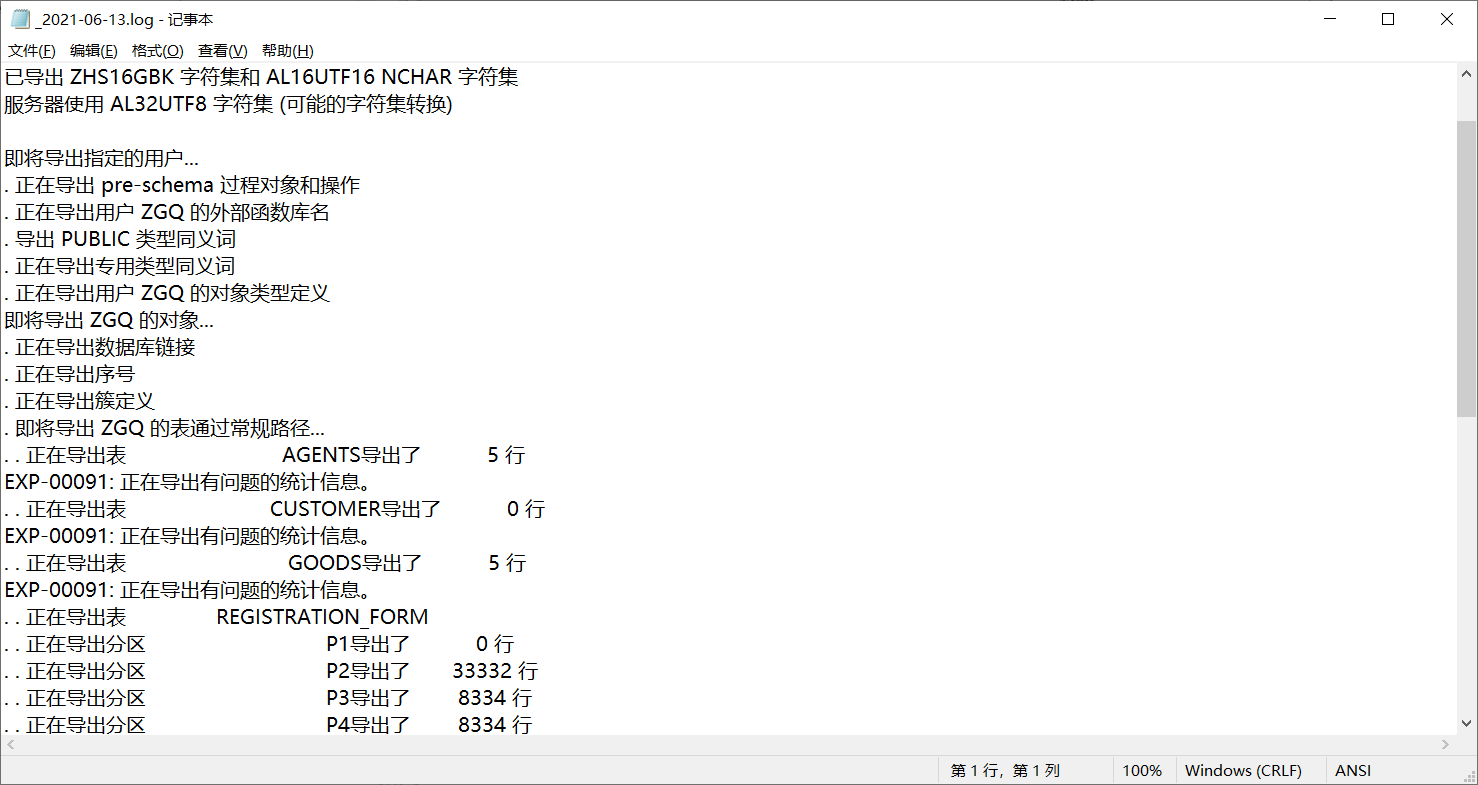 _2021-06-13.log - 记事本
文件(F) 编辑(E) 格式(O) 查看(V) 帮助(H)
已导出 ZHS16GBK 字符集和 AL16UTF16 NCHAR 字符集
服务器使用 AL32UTF8 字符集 (可能的字符集转换)
即将导出指定的用户...
. 正在导出 pre-schema 过程对象和操作
. 正在导出用户 ZGQ 的外部函数库名
. 导出 PUBLIC 类型同义词
. 正在导出专用类型同义词
. 正在导出用户 ZGQ 的对象类型定义
即将导出 ZGQ 的对象...
. 正在导出数据库链接
. 正在导出序号
. 正在导出簇定义
. 即将导出 ZGQ 的表通过常规路径...
. . 正在导出表 AGENTS导出了 5 行
EXP-00091: 正在导出有问题的统计信息。
. . 正在导出表 CUSTOMER导出了 0 行
EXP-00091: 正在导出有问题的统计信息。
. . 正在导出表 GOODS导出了 5 行
EXP-00091: 正在导出有问题的统计信息。
. . 正在导出表 REGISTRATION_FORM
. . 正在导出分区 P1导出了 0 行
. . 正在导出分区 P2导出了 33332 行
. . 正在导出分区 P3导出了 8334 行
. . 正在导出分区 P4导出了 8334 行
第 1 行，第 1 列 100% Windows (CRLF) ANSI